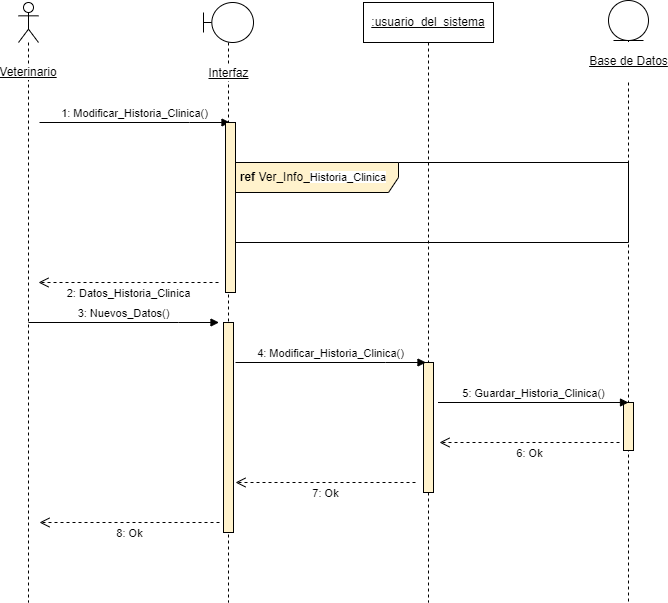 :usuario_del_sistema
Base de Datos
Veterinario
Interfaz
1: Modificar_Historia_Clinica()
ref Ver_Info_Historia_Clinica
2: Datos_Historia_Clinica
3: Nuevos_Datos()
4: Modificar_Historia_Clinica()
5: Guardar_Historia_Clinica()
6: Ok
7: Ok
8: Ok